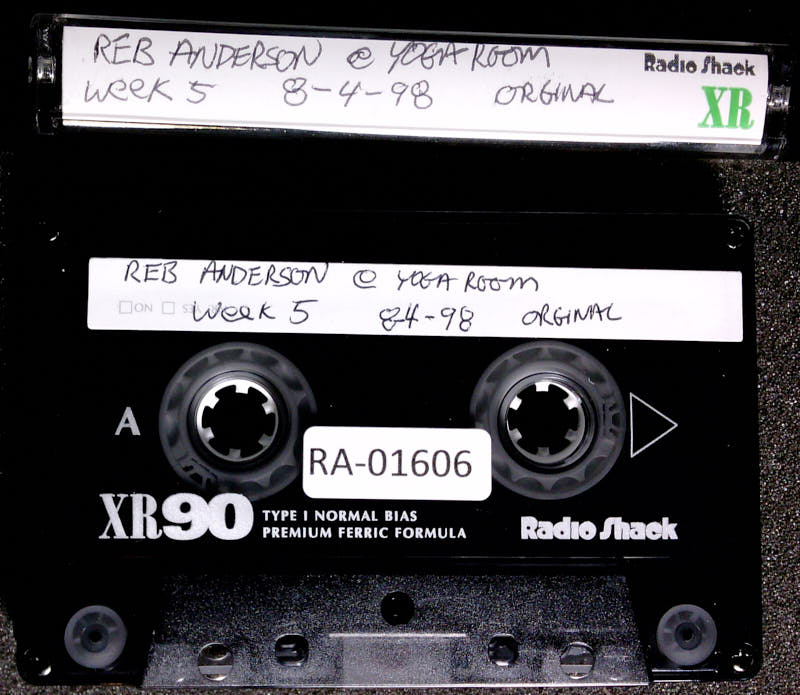 REB ANDERSON @ YOGA ROOM
Radio Shack
WEEK 5 8-4-98 ORGINAL
XR
REB ANDERSON @ YOGA ROOM
ON
WEEK 5 8-4-98 ORGINAL
A
RA-01606
XR90
TYPE I NORMAL BIAS
PREMIUM FERRIC FORMULA
Radio Shack